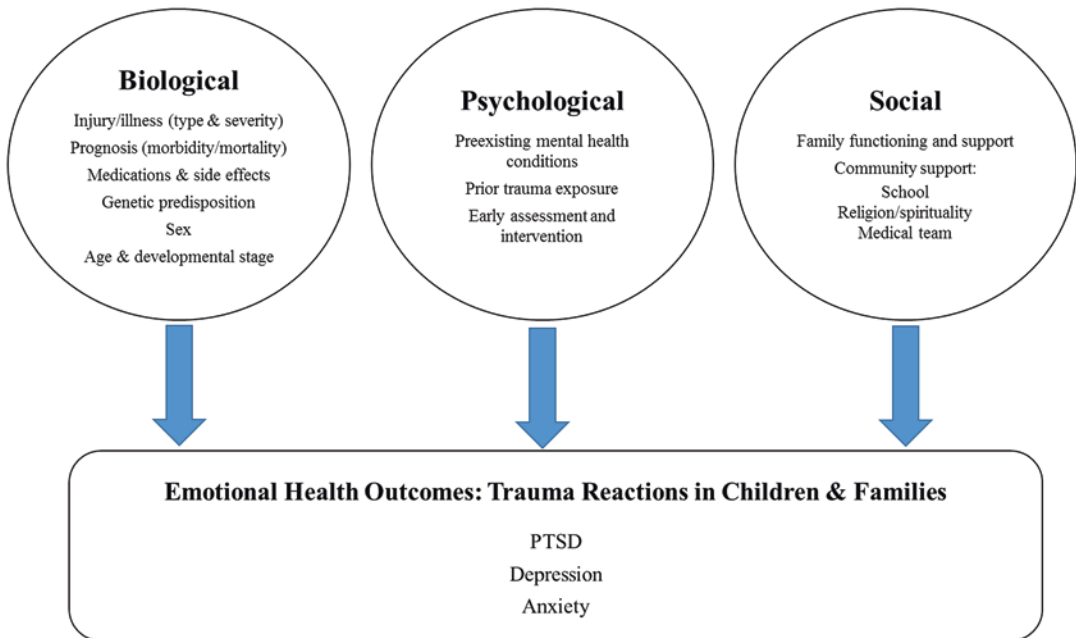 Biological
Injury/illness (type & severity)
Prognosis (morbidity/mortality)
Medications & side effects
Genetic predisposition
Sex
Age & developmental stage
Psychological
Preexisting mental health
conditions
Prior trauma exposure
Early assessment and
intervention
Social
Family functioning and support
Community support:
School
Religion/spirituality
Medical team
Emotional Health Outcomes: Trauma Reactions in Children & Families
PTSD
Depression
Anxiety